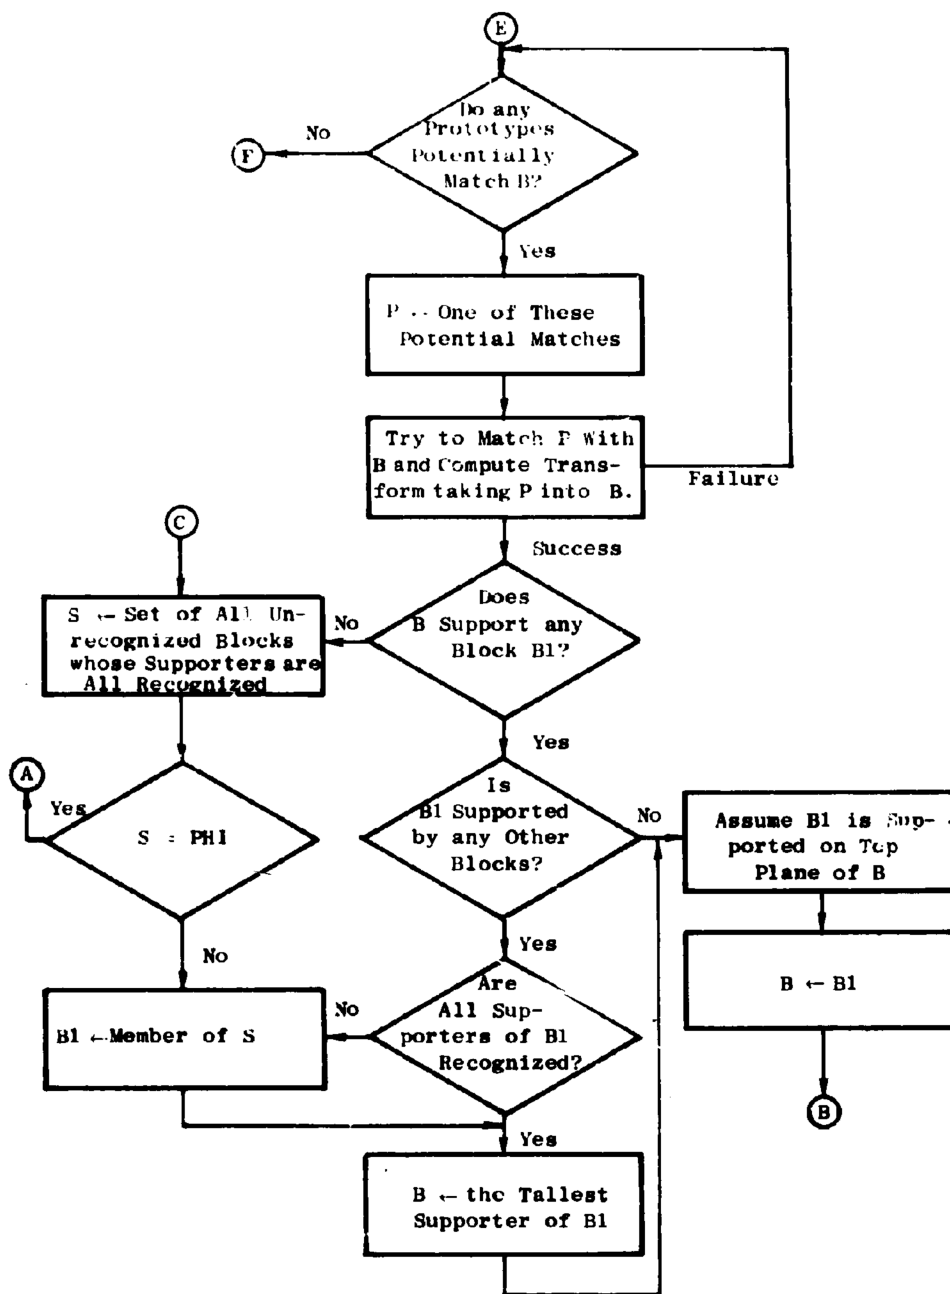 E
Do any
Prototypes
Potentially
Match B?
No
F
Yes
P ← One of These
Potential Matches
Try to Match P With
B and Compute Trans-
form taking P into B.
Failure
Success
C
S ← Set of All Un-
recognized Blocks
whose Supporters are
All Recognized
No
Does
B Support any
Block B1?
Yes
A
Yes
S = PHI
No
Is
B1 Supported
by any Other
Blocks?
No
Assume B1 is Sup-
ported on Top
Plane of B
Yes
B ← B1
B
B1 ← Member of S
No
Are
All Sup-
porters of B1
Recognized?
Yes
B ← the Tallest
Supporter of B1